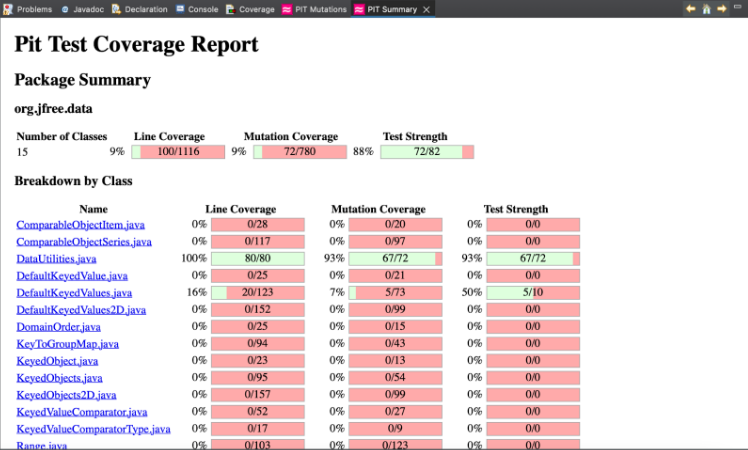 Problems Javadoc Declaration Console Coverage PIT Mutations PIT Summary
Pit Test Coverage Report
Package Summary
org.jfree.data
Number of Classes Line Coverage Mutation Coverage Test Strength
15 9% 100/1116 9% 72/780 88% 72/82
Breakdown by Class
Name Line Coverage Mutation Coverage Test Strength
ComparableObjectItem.java 0% 0/28 0% 0/20 0% 0/0
ComparableObjectSeries.java 0% 0/117 0% 0/97 0% 0/0
DataUtilities.java 100% 80/80 93% 67/72 93% 67/72
DefaultKeyedValue.java 0% 0/25 0% 0/21 0% 0/0
DefaultKeyedValues.java 16% 20/123 7% 5/73 50% 5/10
DefaultKeyedValues2D.java 0% 0/152 0% 0/99 0% 0/0
DomainOrder.java 0% 0/25 0% 0/15 0% 0/0
KeyToGroupMap.java 0% 0/94 0% 0/43 0% 0/0
KeyedObject.java 0% 0/23 0% 0/13 0% 0/0
KeyedObjects.java 0% 0/95 0% 0/54 0% 0/0
KeyedObjects2D.java 0% 0/157 0% 0/99 0% 0/0
KeyedValueComparator.java 0% 0/52 0% 0/27 0% 0/0
KeyedValueComparatorType.java 0% 0/17 0% 0/9 0% 0/0
Range.java 0% 0/103 0% 0/123 0% 0/0